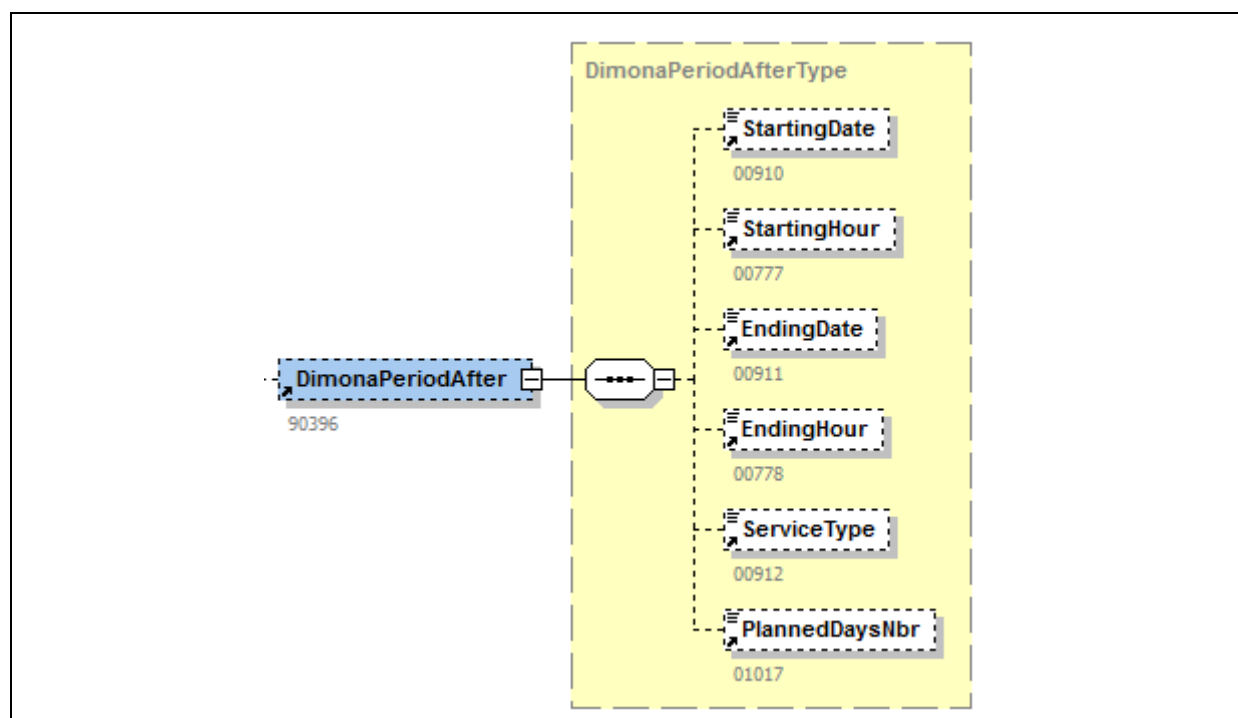 DimonaPeriodAfterType
StartingDate
00910
StartingHour
00777
EndingDate
00911
DimonaPeriodAfter
90396
EndingHour
00778
ServiceType
00912
PlannedDaysNbr
01017